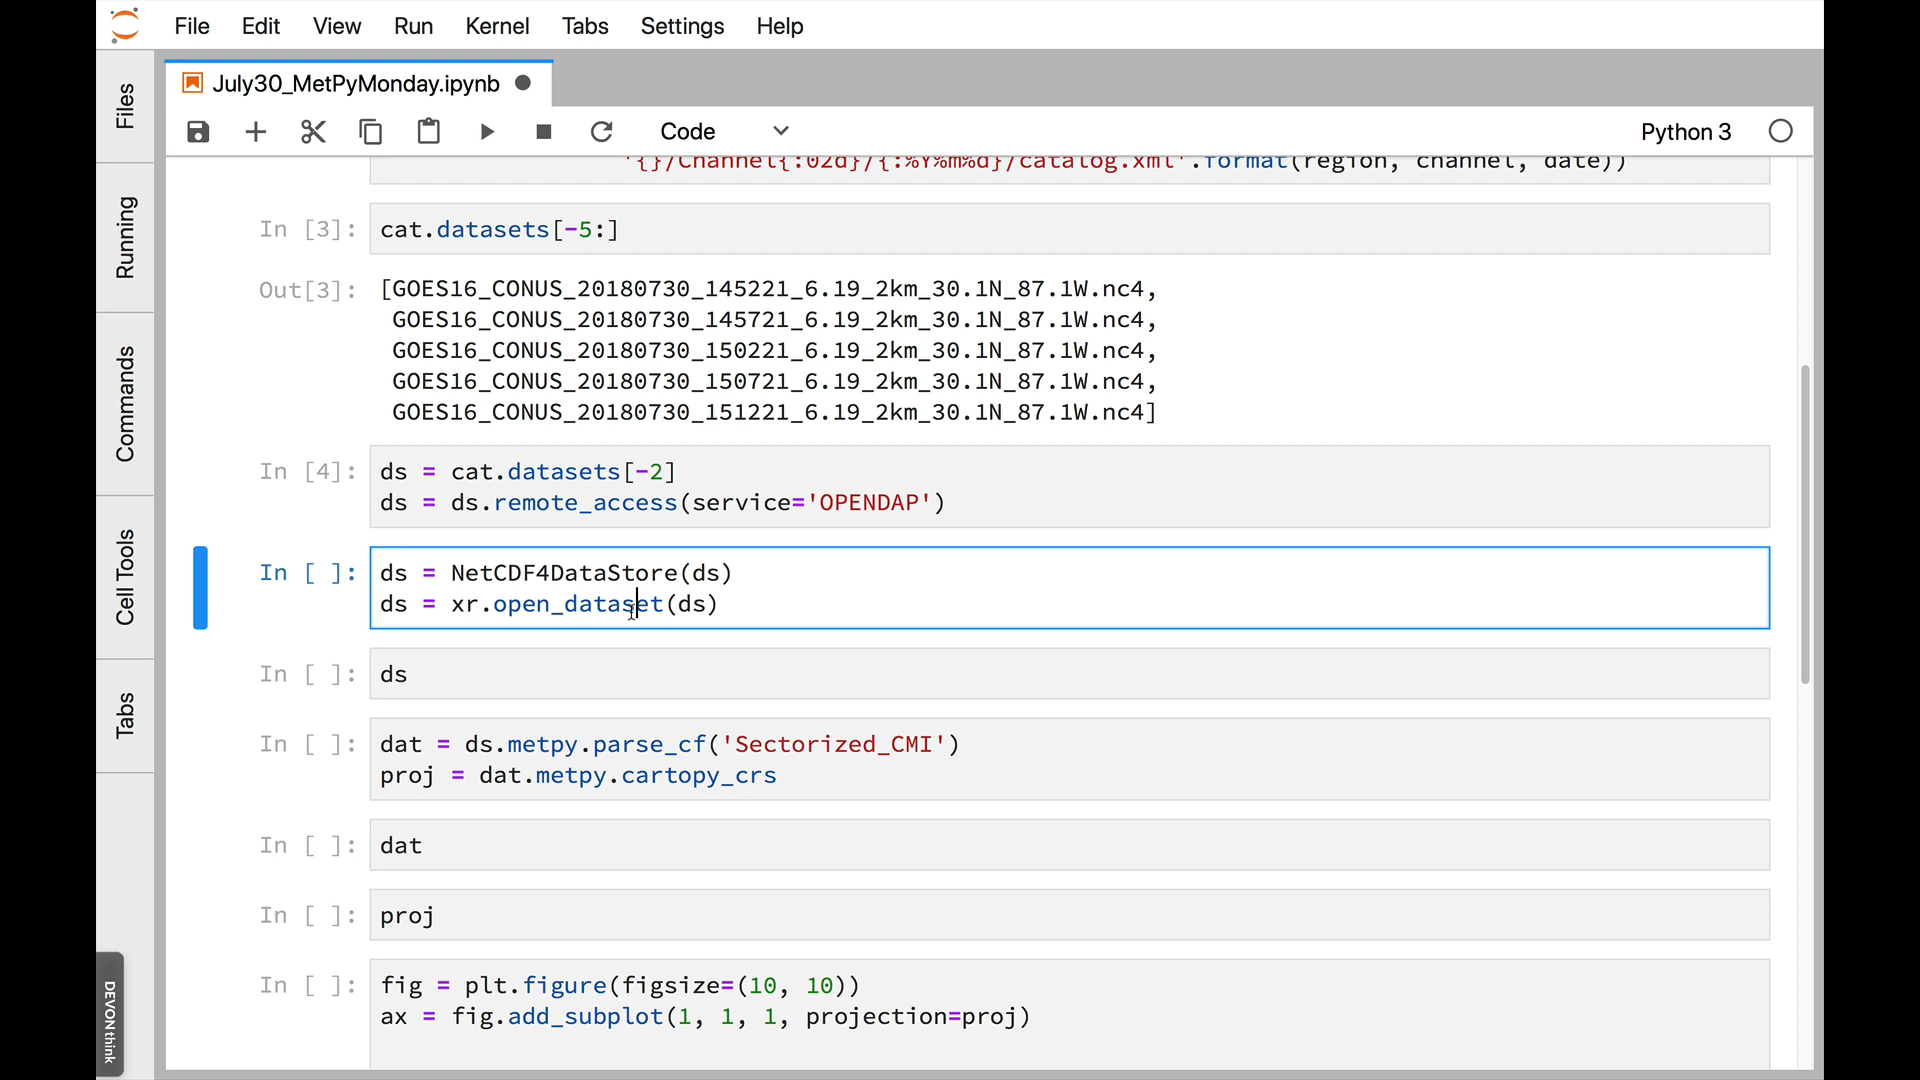 File Edit View Run Kernel Tabs Settings Help
July30_MetPyMonday.ipynb
Code
Python 3
Files
Running
Commands
Cell Tools
Tabs
DEVONthink
'{}/Channel{:02d}/{:%Y%m%d}/catalog.xml'.format(region, channel, date))
In [3]: cat.datasets[-5:]
Out[3]: [GOES16_CONUS_20180730_145221_6.19_2km_30.1N_87.1W.nc4,
GOES16_CONUS_20180730_145721_6.19_2km_30.1N_87.1W.nc4,
GOES16_CONUS_20180730_150221_6.19_2km_30.1N_87.1W.nc4,
GOES16_CONUS_20180730_150721_6.19_2km_30.1N_87.1W.nc4,
GOES16_CONUS_20180730_151221_6.19_2km_30.1N_87.1W.nc4]
In [4]: ds = cat.datasets[-2]
ds = ds.remote_access(service='OPENDAP')
In [ ]: ds = NetCDF4DataStore(ds)
ds = xr.open_dataset(ds)
In [ ]: ds
In [ ]: dat = ds.metpy.parse_cf('Sectorized_CMI')
proj = dat.metpy.cartopy_crs
In [ ]: dat
In [ ]: proj
In [ ]: fig = plt.figure(figsize=(10, 10))
ax = fig.add_subplot(1, 1, 1, projection=proj)